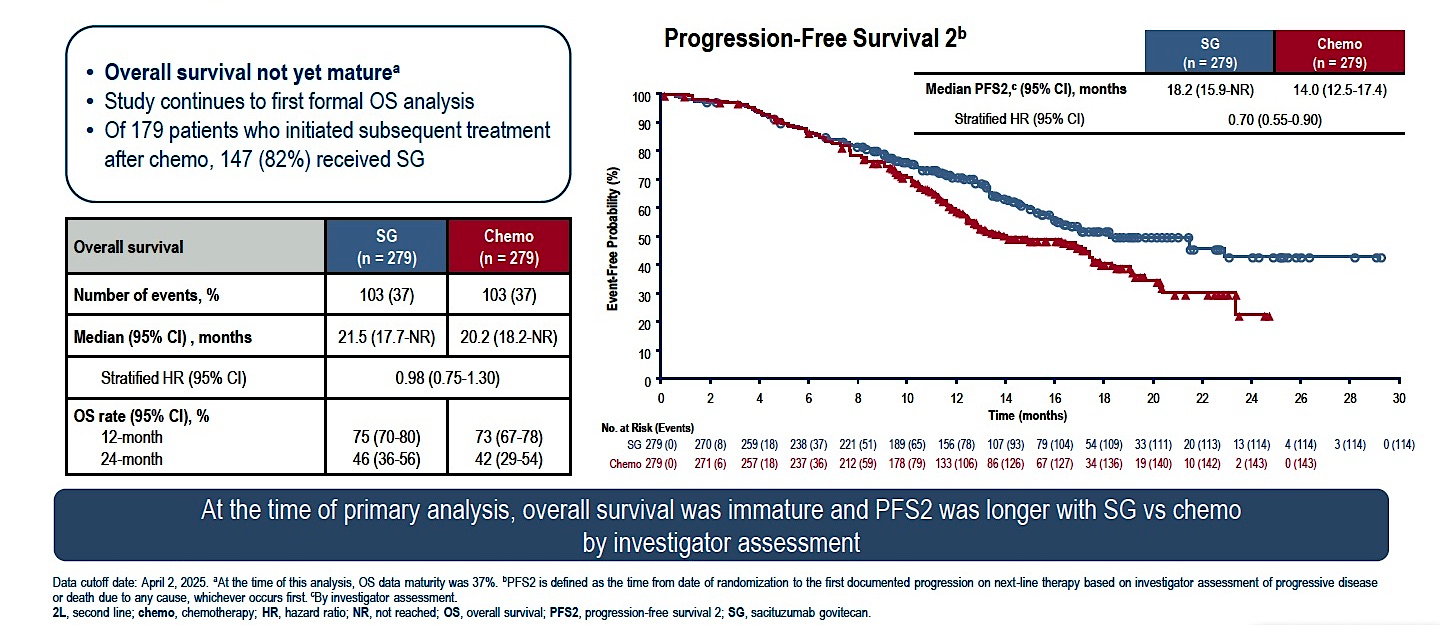 • Overall survival not yet matureᵃ
• Study continues to first formal OS analysis
• Of 179 patients who initiated subsequent treatment
after chemo, 147 (82%) received SG
Overall survival SG (n = 279) Chemo (n = 279)
Number of events, % 103 (37) 103 (37)
Median (95% CI) , months 21.5 (17.7-NR) 20.2 (18.2-NR)
Stratified HR (95% CI) 0.98 (0.75-1.30)
OS rate (95% CI), %
12-month 75 (70-80) 73 (67-78)
24-month 46 (36-56) 42 (29-54)
Progression-Free Survival 2ᵇ
SG (n = 279) Chemo (n = 279)
Median PFS2,ᶜ (95% CI), months 18.2 (15.9-NR) 14.0 (12.5-17.4)
Stratified HR (95% CI) 0.70 (0.55-0.90)
Event-Free Probability (%)
100
90
80
70
60
50
40
30
20
10
0
0 2 4 6 8 10 12 14 16 18 20 22 24 26 28 30
Time (months)
No. at Risk (Events)
SG 279 (0) 270 (8) 259 (18) 238 (37) 221 (51) 189 (65) 156 (78) 107 (93) 79 (104) 54 (109) 33 (111) 20 (113) 13 (114) 4 (114) 3 (114) 0 (114)
Chemo 279 (0) 271 (6) 257 (18) 237 (36) 212 (59) 178 (79) 133 (106) 86 (126) 67 (127) 34 (136) 19 (140) 10 (142) 2 (143) 0 (143)
At the time of primary analysis, overall survival was immature and PFS2 was longer with SG vs chemo
by investigator assessment
Data cutoff date: April 2, 2025. ᵃAt the time of this analysis, OS data maturity was 37%. ᵇPFS2 is defined as the time from date of randomization to the first documented progression on next-line therapy based on investigator assessment of progressive disease
or death due to any cause, whichever occurs first. ᶜBy investigator assessment.
2L, second line; chemo, chemotherapy; HR, hazard ratio; NR, not reached; OS, overall survival; PFS2, progression-free survival 2; SG, sacituzumab govitecan.